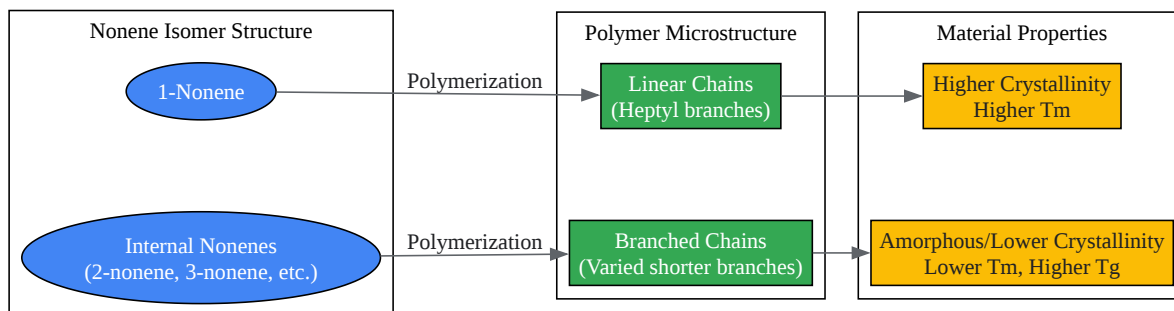 Nonene Isomer Structure
Polymer Microstructure
Material Properties
1-Nonene
Polymerization
Linear Chains
(Heptyl branches)
Higher Crystallinity
Higher Tm
Internal Nonenes
(2-nonene, 3-nonene, etc.)
Polymerization
Branched Chains
(Varied shorter branches)
Amorphous/Lower Crystallinity
Lower Tm, Higher Tg